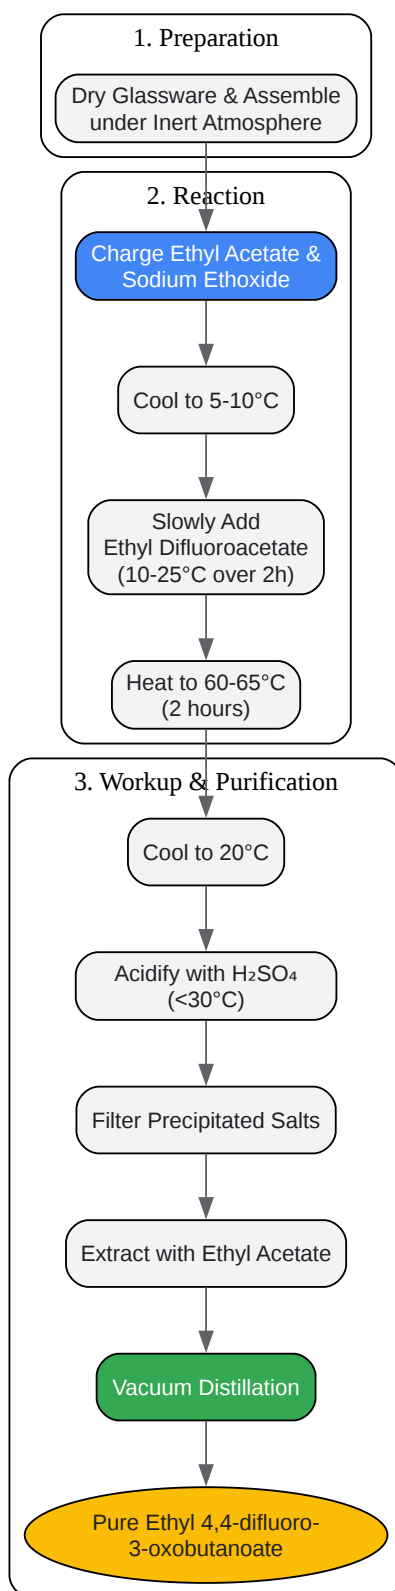 1. Preparation
Dry Glassware & Assemble
under Inert Atmosphere
2. Reaction
Charge Ethyl Acetate &
Sodium Ethoxide
Cool to 5-10°C
Slowly Add
Ethyl Difluoroacetate
(10-25°C over 2h)
Heat to 60-65°C
(2 hours)
3. Workup & Purification
Cool to 20°C
Acidify with H₂SO₄
(<30°C)
Filter Precipitated Salts
Extract with Ethyl Acetate
Vacuum Distillation
Pure Ethyl 4,4-difluoro-
3-oxobutanoate